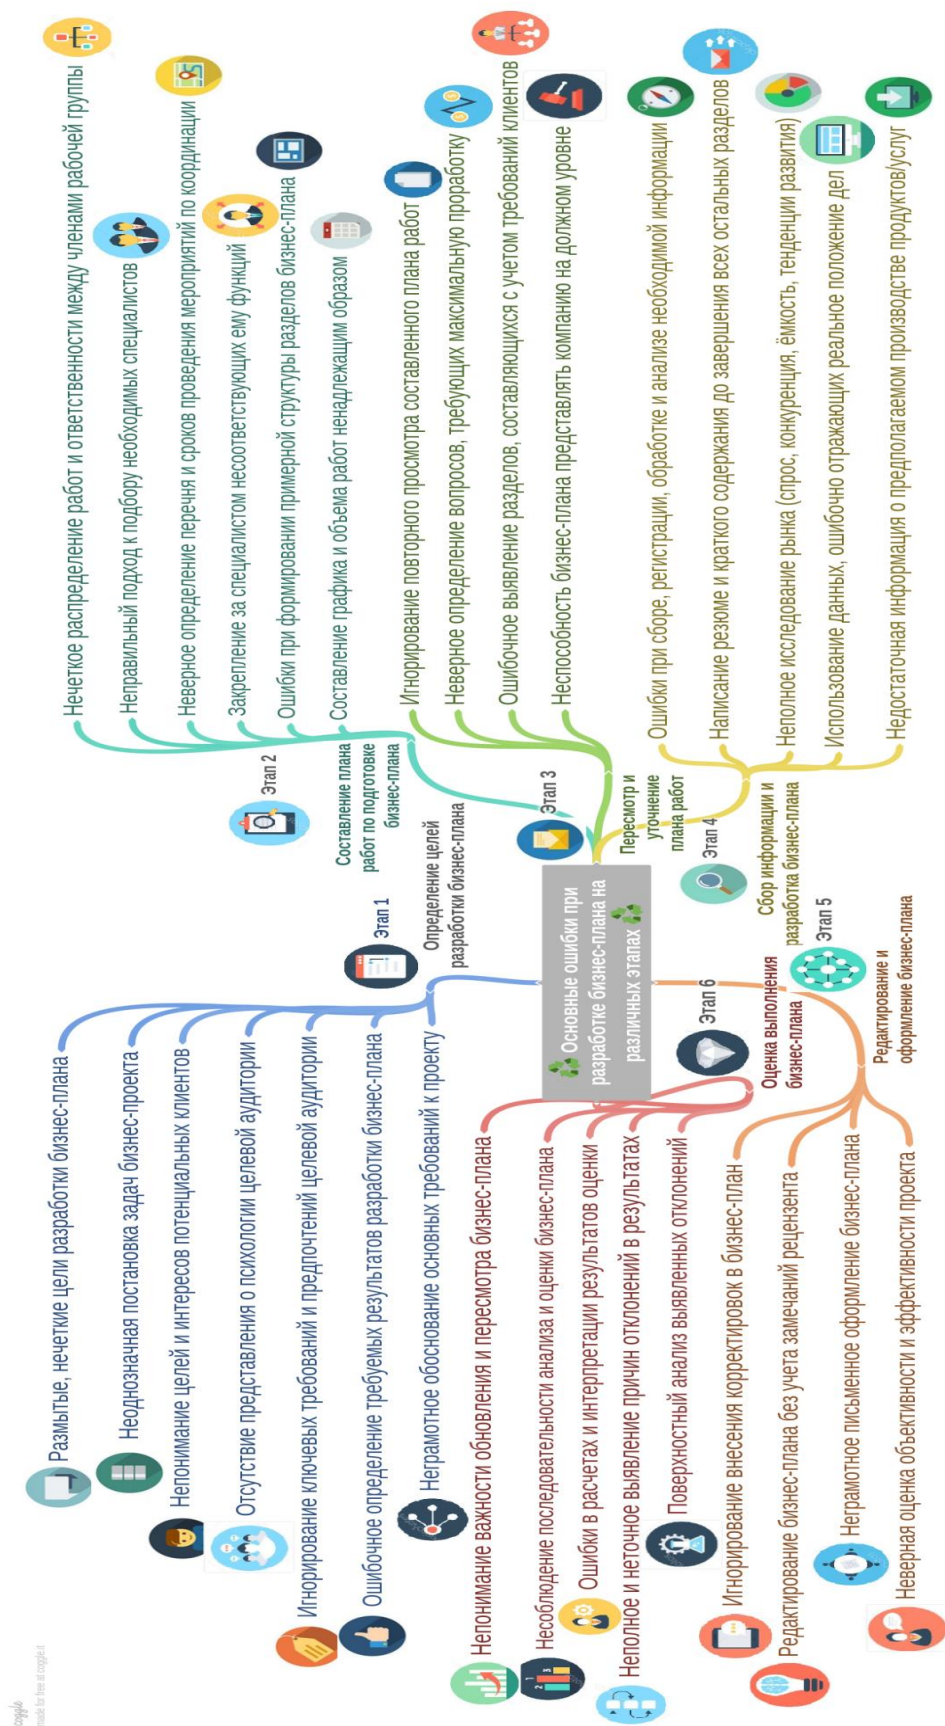 coggle
made for free at coggle.it
Основные ошибки при
разработке бизнес-плана на
различных этапах
Этап 1
Определение целей
разработки бизнес-плана
Размытые, нечеткие цели разработки бизнес-плана
Неоднозначная постановка задач бизнес-проекта
Непонимание целей и интересов потенциальных клиентов
Отсутствие представления о психологии целевой аудитории
Игнорирование ключевых требований и предпочтений целевой аудитории
Ошибочное определение требуемых результатов разработки бизнес-плана
Неграмотное обоснование основных требований к проекту
Этап 2
Составление плана
работ по подготовке
бизнес-плана
Нечеткое распределение работ и ответственности между членами рабочей группы
Неправильный подход к подбору необходимых специалистов
Неверное определение перечня и сроков проведения мероприятий по координации
Закрепление за специалистом несоответствующих ему функций
Ошибки при формировании примерной структуры разделов бизнес-плана
Составление графика и объема работ ненадлежащим образом
Этап 3
Пересмотр и
уточнение
плана работ
Игнорирование повторного просмотра составленного плана работ
Неверное определение вопросов, требующих максимальную проработку
Ошибочное выявление разделов, составляющихся с учетом требований клиентов
Неспособность бизнес-плана представлять компанию на должном уровне
Этап 4
Сбор информации и
разработка бизнес-плана
Ошибки при сборе, регистрации, обработке и анализе необходимой информации
Написание резюме и краткого содержания до завершения всех остальных разделов
Неполное исследование рынка (спрос, конкуренция, ёмкость, тенденции развития)
Использование данных, ошибочно отражающих реальное положение дел
Недостаточная информация о предполагаемом производстве продуктов/услуг
Этап 5
Редактирование и
оформление бизнес-плана
Игнорирование внесения корректировок в бизнес-план
Редактирование бизнес-плана без учета замечаний рецензента
Неграмотное письменное оформление бизнес-плана
Неверная оценка объективности и эффективности проекта
Этап 6
Оценка выполнения
бизнес-плана
Непонимание важности обновления и пересмотра бизнес-плана
Несоблюдение последовательности анализа и оценки бизнес-плана
Ошибки в расчетах и интерпретации результатов оценки
Неполное и неточное выявление причин отклонений в результатах
Поверхностный анализ выявленных отклонений